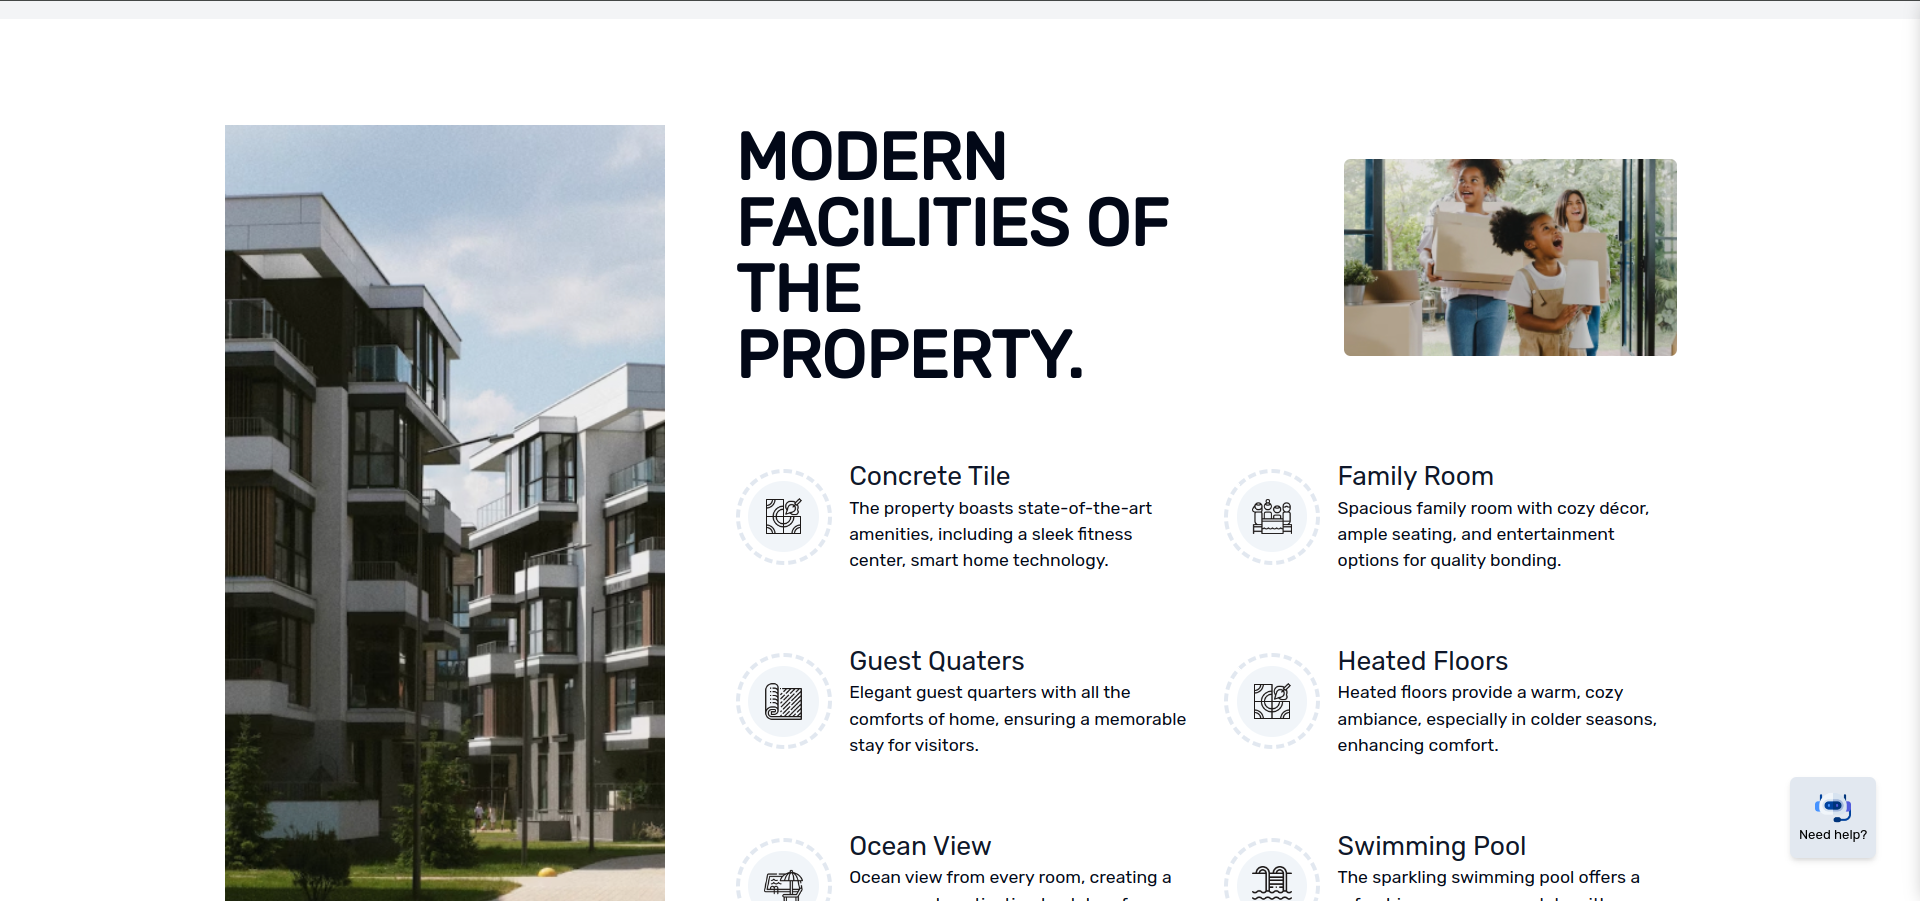 MODERN
FACILITIES OF
THE
PROPERTY.
Concrete Tile
The property boasts state-of-the-art
amenities, including a sleek fitness
center, smart home technology.
Family Room
Spacious family room with cozy décor,
ample seating, and entertainment
options for quality bonding.
Guest Quaters
Elegant guest quarters with all the
comforts of home, ensuring a memorable
stay for visitors.
Heated Floors
Heated floors provide a warm, cozy
ambiance, especially in colder seasons,
enhancing comfort.
Ocean View
Ocean view from every room, creating a
Swimming Pool
The sparkling swimming pool offers a
Need help?